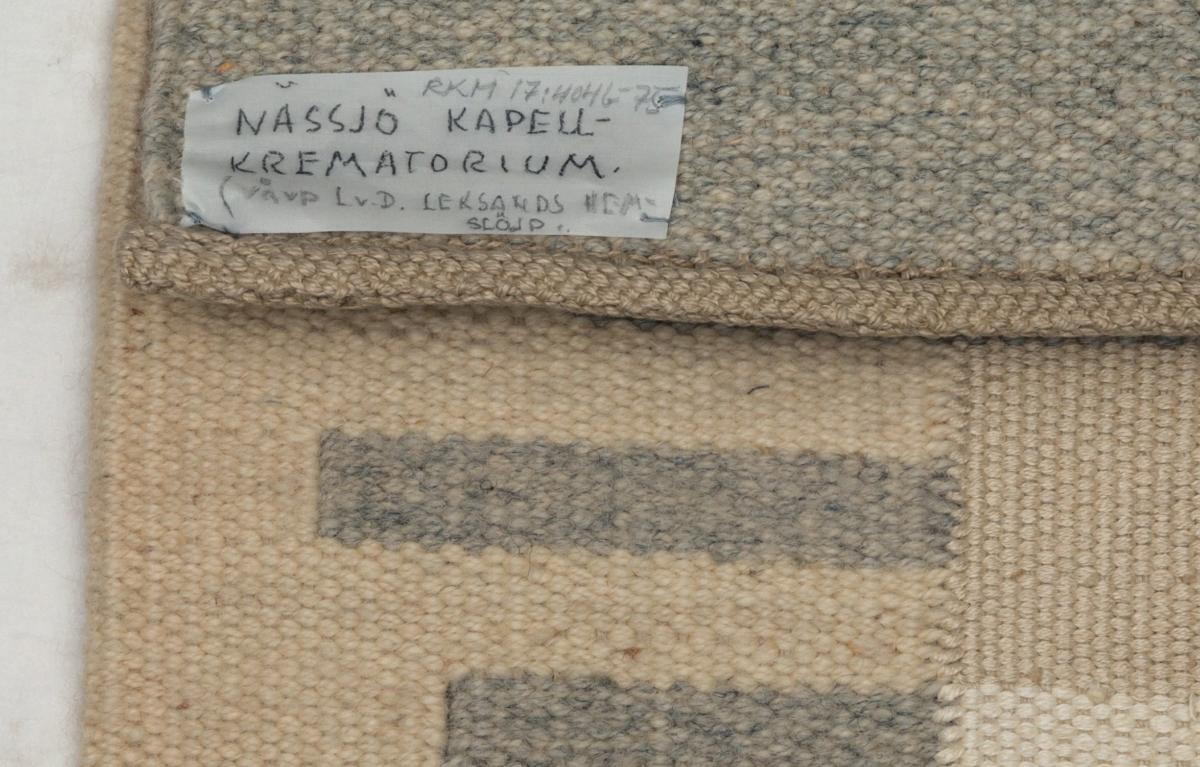 RKM 17:4046-75
NÄSSJÖ KAPELL-
KREMATORIUM.
(VÄVD L.v.D. LEKSANDS HEM-
SLÖJD.